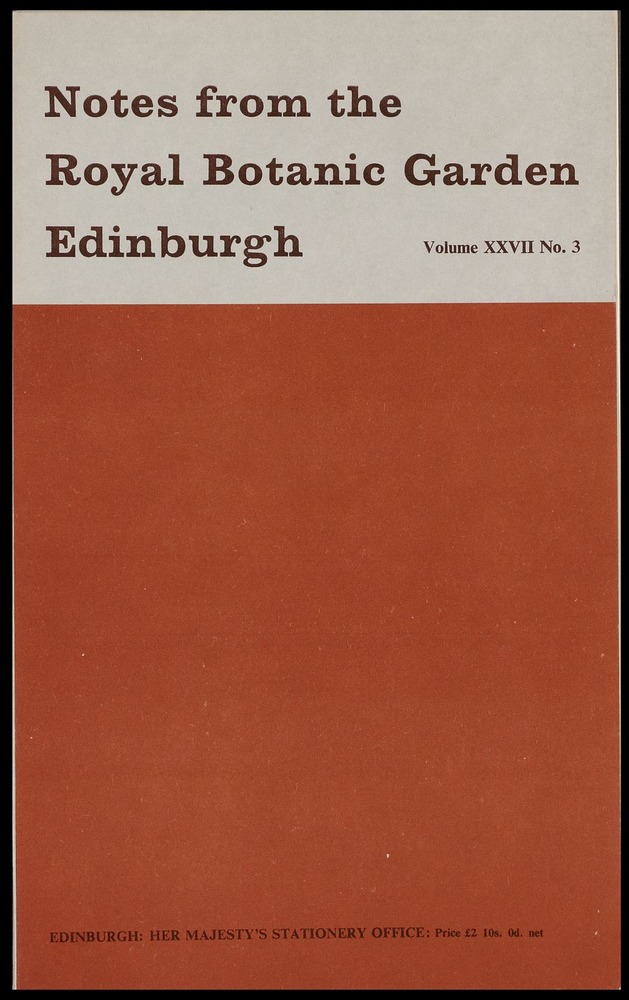 Notes from the
Royal Botanic Garden
Edinburgh
Volume XXVII No. 3
EDINBURGH: HER MAJESTY'S STATIONERY OFFICE: Price £2 10s. 0d. net